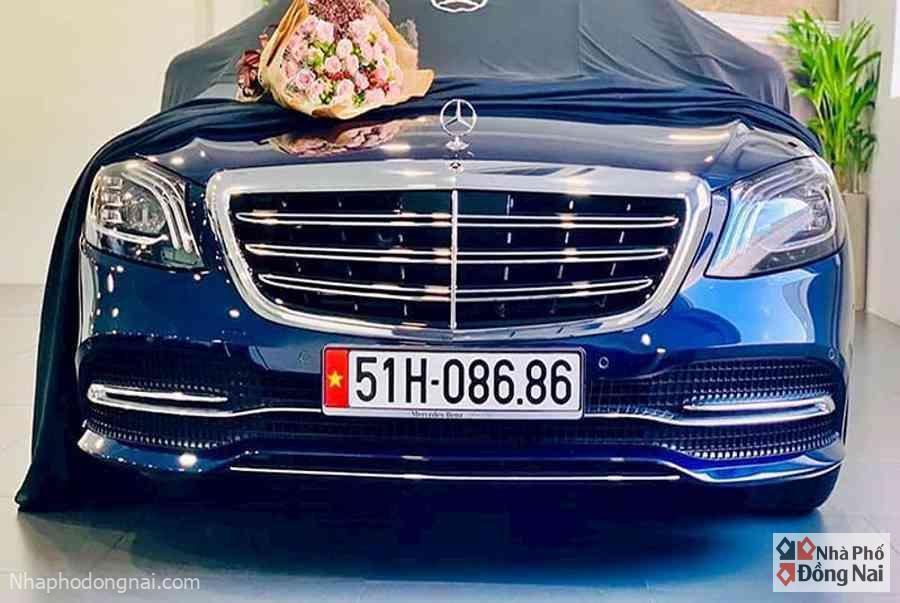 51H-086.86
Mercedes-Benz
Nhaphodongnai.com
Nhà Phố
Đồng Nai